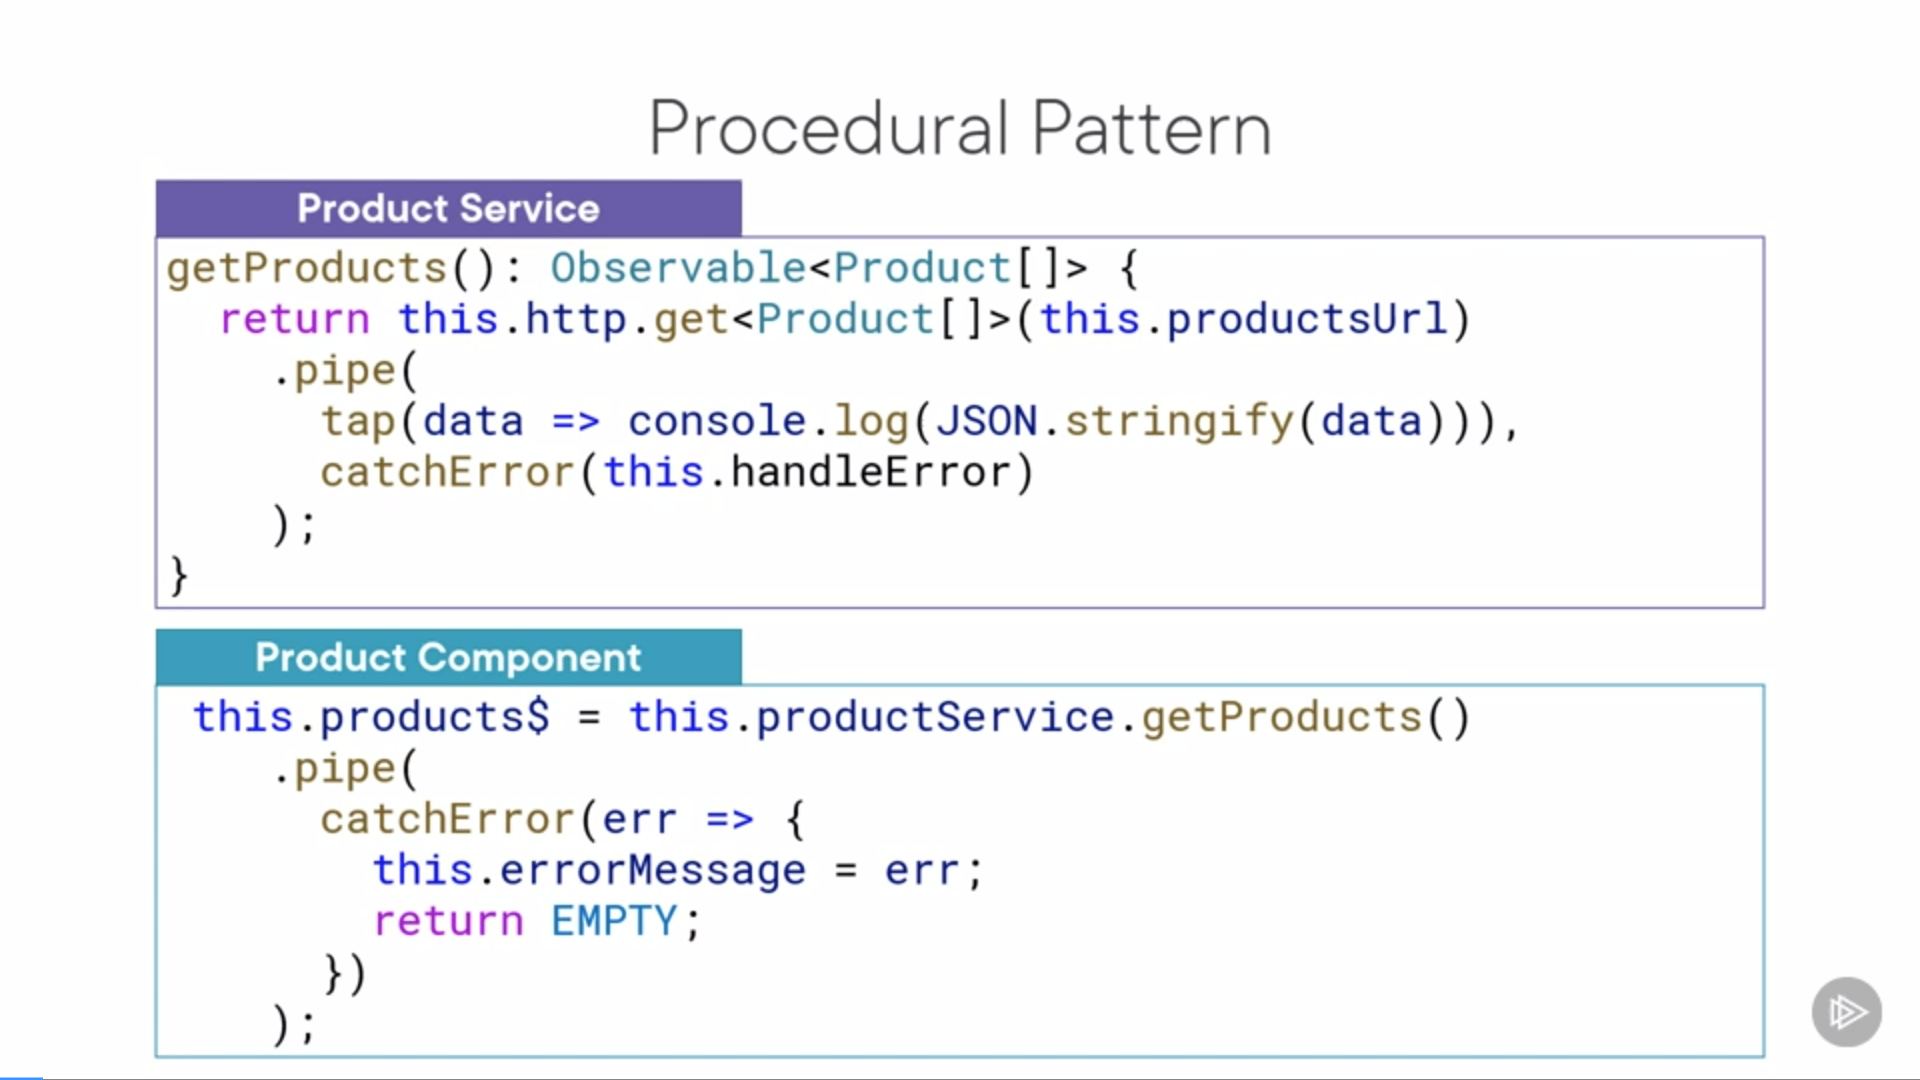 Procedural Pattern
Product Service
getProducts(): Observable<Product[]> {
  return this.http.get<Product[]>(this.productsUrl)
    .pipe(
      tap(data => console.log(JSON.stringify(data))),
      catchError(this.handleError)
    );
}
Product Component
this.products$ = this.productService.getProducts()
    .pipe(
      catchError(err => {
        this.errorMessage = err;
        return EMPTY;
      })
    );